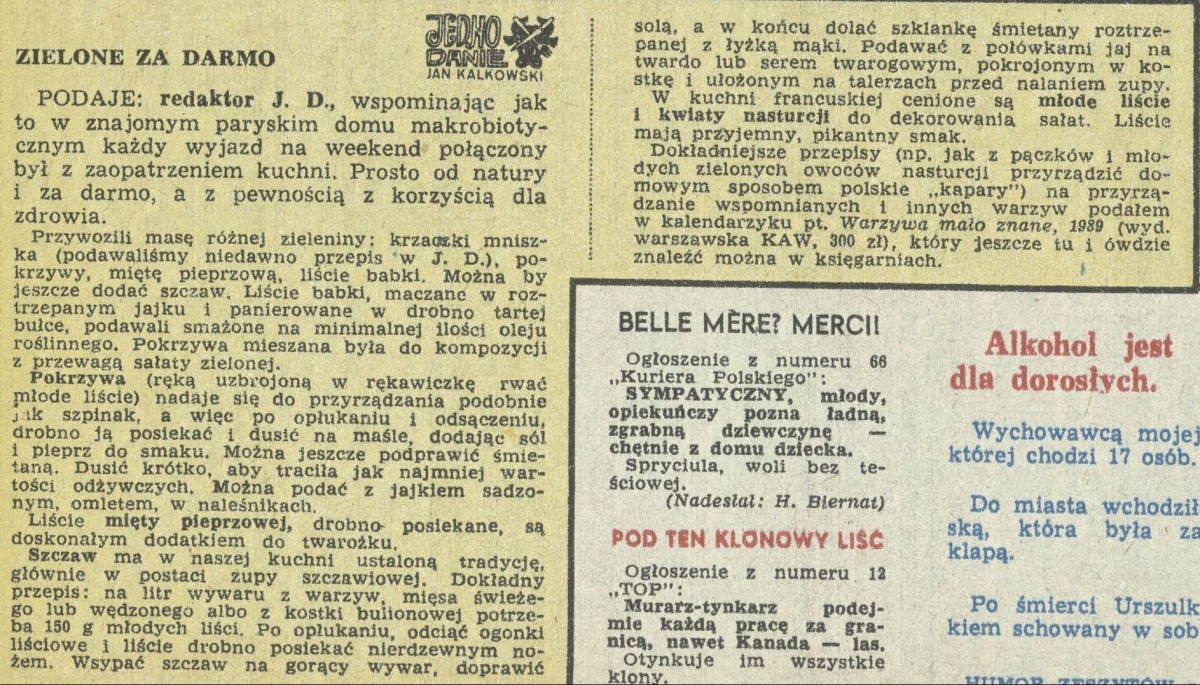 ZIELONE ZA DARMO
JEDNO
DANIE
JAN KALKOWSKI
PODAJE: redaktor J. D., wspominając jak
to w znajomym paryskim domu makrobioty-
cznym każdy wyjazd na weekend połączony
był z zaopatrzeniem kuchni. Prosto od natury
i za darmo, a z pewnością z korzyścią dla
zdrowia.
Przywozili masę różnej zieleniny: krzaczki mnisz-
ka (podawaliśmy niedawno przepis w J. D.), po-
krzywy, miętę pieprzową, liście babki. Można by
jeszcze dodać szczaw. Liście babki, maczane w roz-
trzepanym jajku i panierowane w drobno tartej
bułce, podawali smażone na minimalnej ilości oleju
roślinnego. Pokrzywa mieszana była do kompozycji
z przewagą sałaty zielonej.
Pokrzywa (ręką uzbrojoną w rękawiczkę rwać
młode liście) nadaje się do przyrządzania podobnie
jak szpinak, a więc po opłukaniu i odsączeniu,
drobno ją posiekać i dusić na maśle, dodając sól
i pieprz do smaku. Można jeszcze podprawić śmie-
taną. Dusić krótko, aby traciła jak najmniej war-
tości odżywczych. Można podać z jajkiem sadzo-
nym, omletem, w naleśnikach.
Liście mięty pieprzowej, drobno posiekane, są
doskonałym dodatkiem do twarożku.
Szczaw ma w naszej kuchni ustaloną tradycję,
głównie w postaci zupy szczawiowej. Dokładny
przepis: na litr wywaru z warzyw, mięsa świeże-
go lub wędzonego albo z kostki bulionowej potrze-
ba 150 g młodych liści. Po opłukaniu, odciąć ogonki
liściowe i liście drobno posiekać nierdzewnym no-
żem. Wsypać szczaw na gorący wywar, doprawić
solą, a w końcu dolać szklankę śmietany roztrze-
panej z łyżką mąki. Podawać z połówkami jaj na
twardo lub serem twarogowym, pokrojonym w ko-
stkę i ułożonym na talerzach przed nalaniem zupy.
W kuchni francuskiej cenione są młode liście
i kwiaty nasturcji do dekorowania sałat. Liście
mają przyjemny, pikantny smak.
Dokładniejsze przepisy (np. jak z pączków i mło-
dych zielonych owoców nasturcji przyrządzić do-
mowym sposobem polskie „kapary") na przyrzą-
dzanie wspomnianych i innych warzyw podałem
w kalendarzyku pt. Warzywa mało znane, 1989 (wyd.
warszawska KAW, 300 zł), który jeszcze tu i ówdzie
znaleźć można w księgarniach.
BELLE MÈRE? MERCI!
Ogłoszenie z numeru 66
„Kuriera Polskiego":
SYMPATYCZNY, młody,
opiekuńczy pozna ładną,
zgrabną dziewczynę —
chętnie z domu dziecka.
Spryciula, woli bez te-
ściowej.
(Nadesłał: H. Biernat)
POD TEN KLONOWY LIŚĆ
Ogłoszenie z numeru 12
„TOP":
Murarz-tynkarz podej-
mie każdą pracę za gra-
nicą, nawet Kanada — las.
Otynkuje im wszystkie
klony.
Alkohol jest
dla dorosłych.
Wychowawcą mojej
której chodzi 17 osób.
Do miasta wchodził
ską, która była za
klapą.
Po śmierci Urszulk
kiem schowany w sob
HUMOR ZESZYTÓW